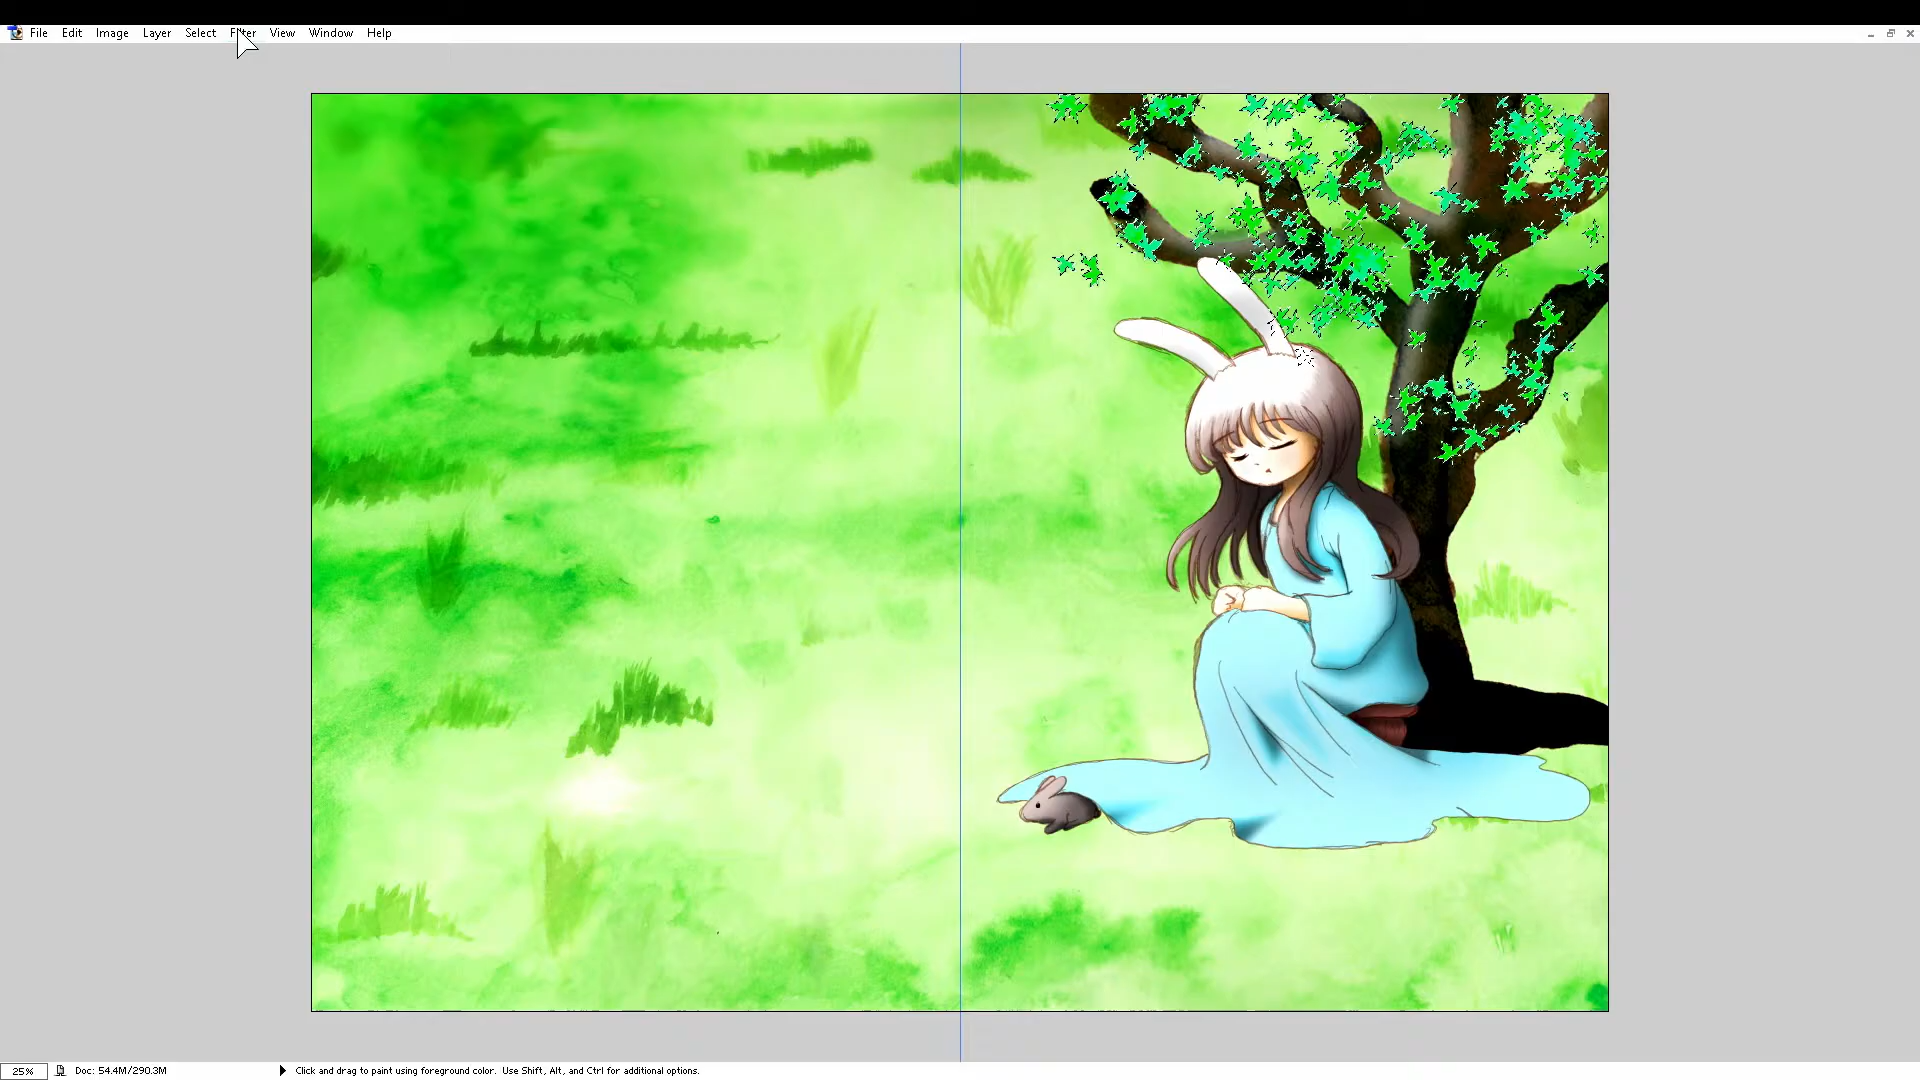 File Edit Image Layer Select Filter View Window Help
25% Doc: 54.4M/290.3M Click and drag to paint using foreground color. Use Shift, Alt, and Ctrl for additional options.